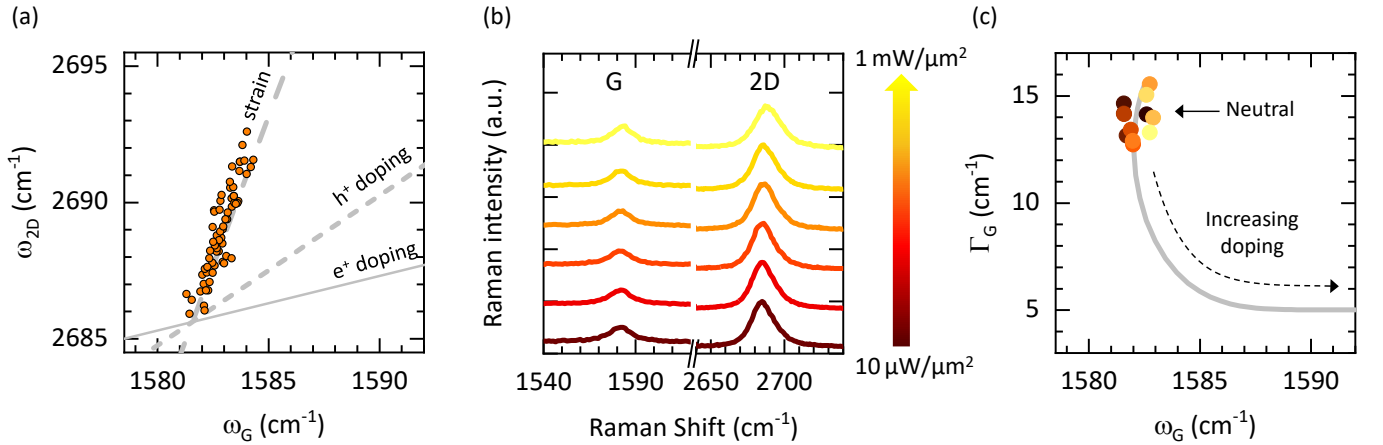 (a)
2695
2690
2685
ω2D (cm-1)
strain
h+ doping
e+ doping
1580
1585
1590
ωG (cm-1)
(b)
Raman intensity (a.u.)
G
2D
1540
1590
2650
2700
Raman Shift (cm-1)
1 mW/μm2
10 μW/μm2
(c)
15
10
5
ΓG (cm-1)
Neutral
Increasing
doping
1580
1585
1590
ωG (cm-1)